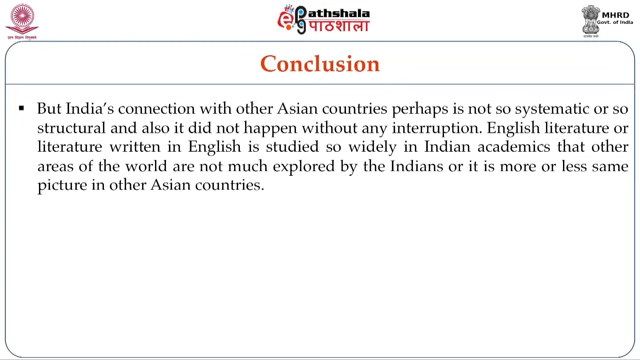 Pathshala
पाठशाला
MHRD
Govt. of India
Conclusion
▪ But India's connection with other Asian countries perhaps is not so systematic or so
structural and also it did not happen without any interruption. English literature or
literature written in English is studied so widely in Indian academics that other
areas of the world are not much explored by the Indians or it is more or less same
picture in other Asian countries.